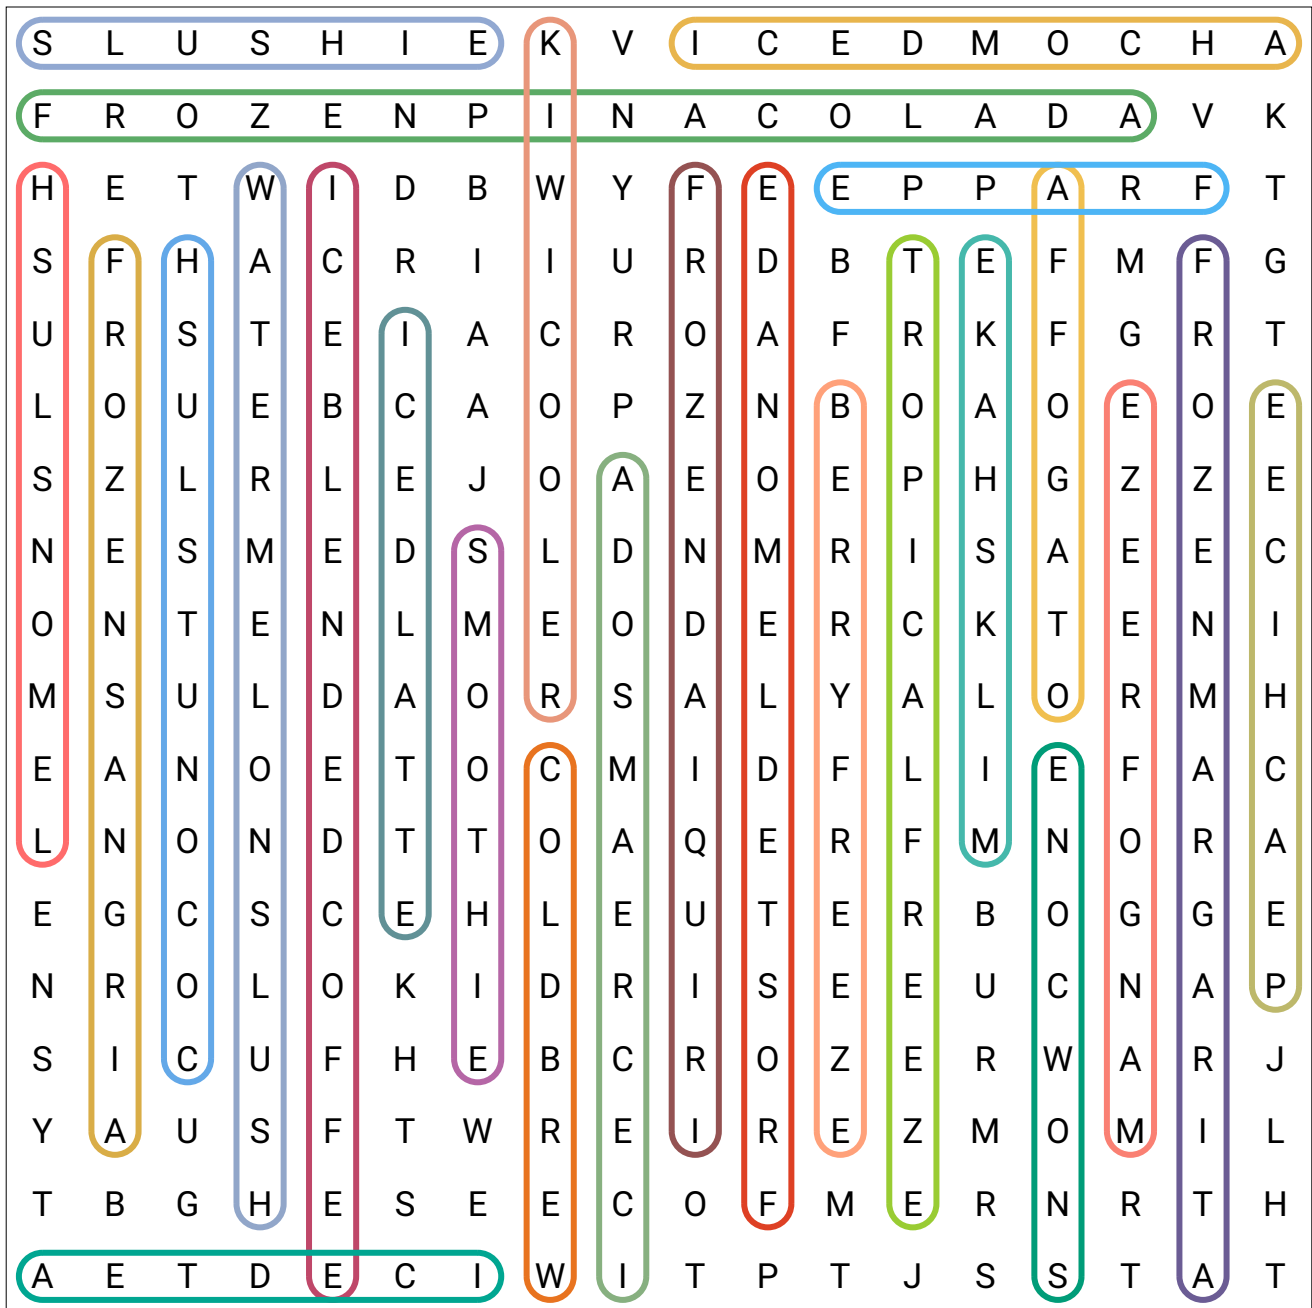 S L U S H I E K V I C E D M O C H A
F R O Z E N P I N A C O L A D A V K
H E T W I D B W Y F E E P P A R F T
S F H A C R I I U R D B T E F M F G
U R S T E I A C R O A F R K F G R T
L O U E B C A O P Z N B O A O E O E
S Z L R L E J O A E O E P H G Z Z E
N E S M E D S L D N M R I S A E E C
O N T E N L M E O D E R C K T E N I
M S U L D A O R S A L Y A L O R M H
E A N O E T O C M I D F L I E F A C
L N O N D T T O A Q E R F M N O R A
E G C S C E H L E U T E R B O G G E
N R O L O K I D R I S E E U C N A P
S I C U F H E B C R O Z E R W A R J
Y A U S F T W R E I R E Z M O M I L
T B G H E S E E C O F M E R N R T H
A E T D E C I W I T P T J S S T A T